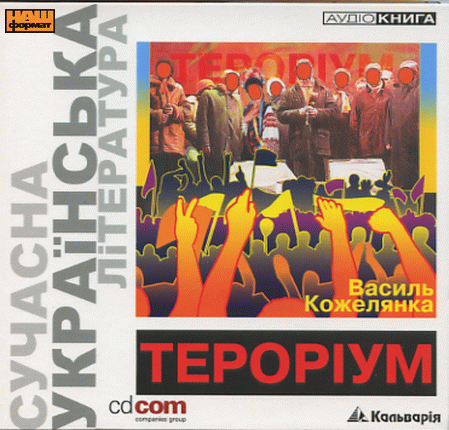 НАШ
формат
АУДІОКНИГА
СУЧАСНА
УКРАЇНСЬКА
ЛІТЕРАТУРА
ТЕРОРІУМ
Василь
Кожелянка
ТЕРОРІУМ
cdcom
companies group
Кальварія